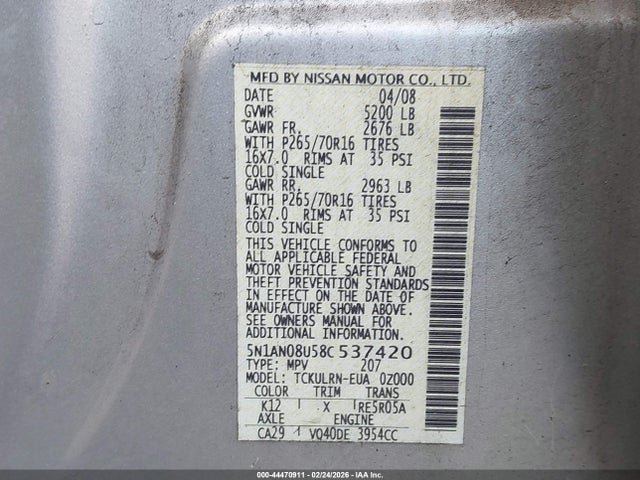 MFD BY NISSAN MOTOR CO., LTD.
DATE 04/08
GVWR 5200 LB
GAWR FR. 2676 LB
WITH P265/70R16 TIRES
16X7.0 RIMS AT 35 PSI
COLD SINGLE
GAWR RR. 2963 LB
WITH P265/70R16 TIRES
16X7.0 RIMS AT 35 PSI
COLD SINGLE
THIS VEHICLE CONFORMS TO
ALL APPLICABLE FEDERAL
MOTOR VEHICLE SAFETY AND
THEFT PREVENTION STANDARDS
IN EFFECT ON THE DATE OF
MANUFACTURE SHOWN ABOVE.
SEE OWNERS MANUAL FOR
ADDITIONAL INFORMATION.
5N1AN08U58C537420
TYPE: MPV 207
MODEL: TCKULRN-EUA 0Z000
COLOR TRIM TRANS
K12 X RE5R05A
AXLE ENGINE
CA29 VQ40DE 3954CC
000-44470911 - 02/24/2026 - Copyright IAA, LLC